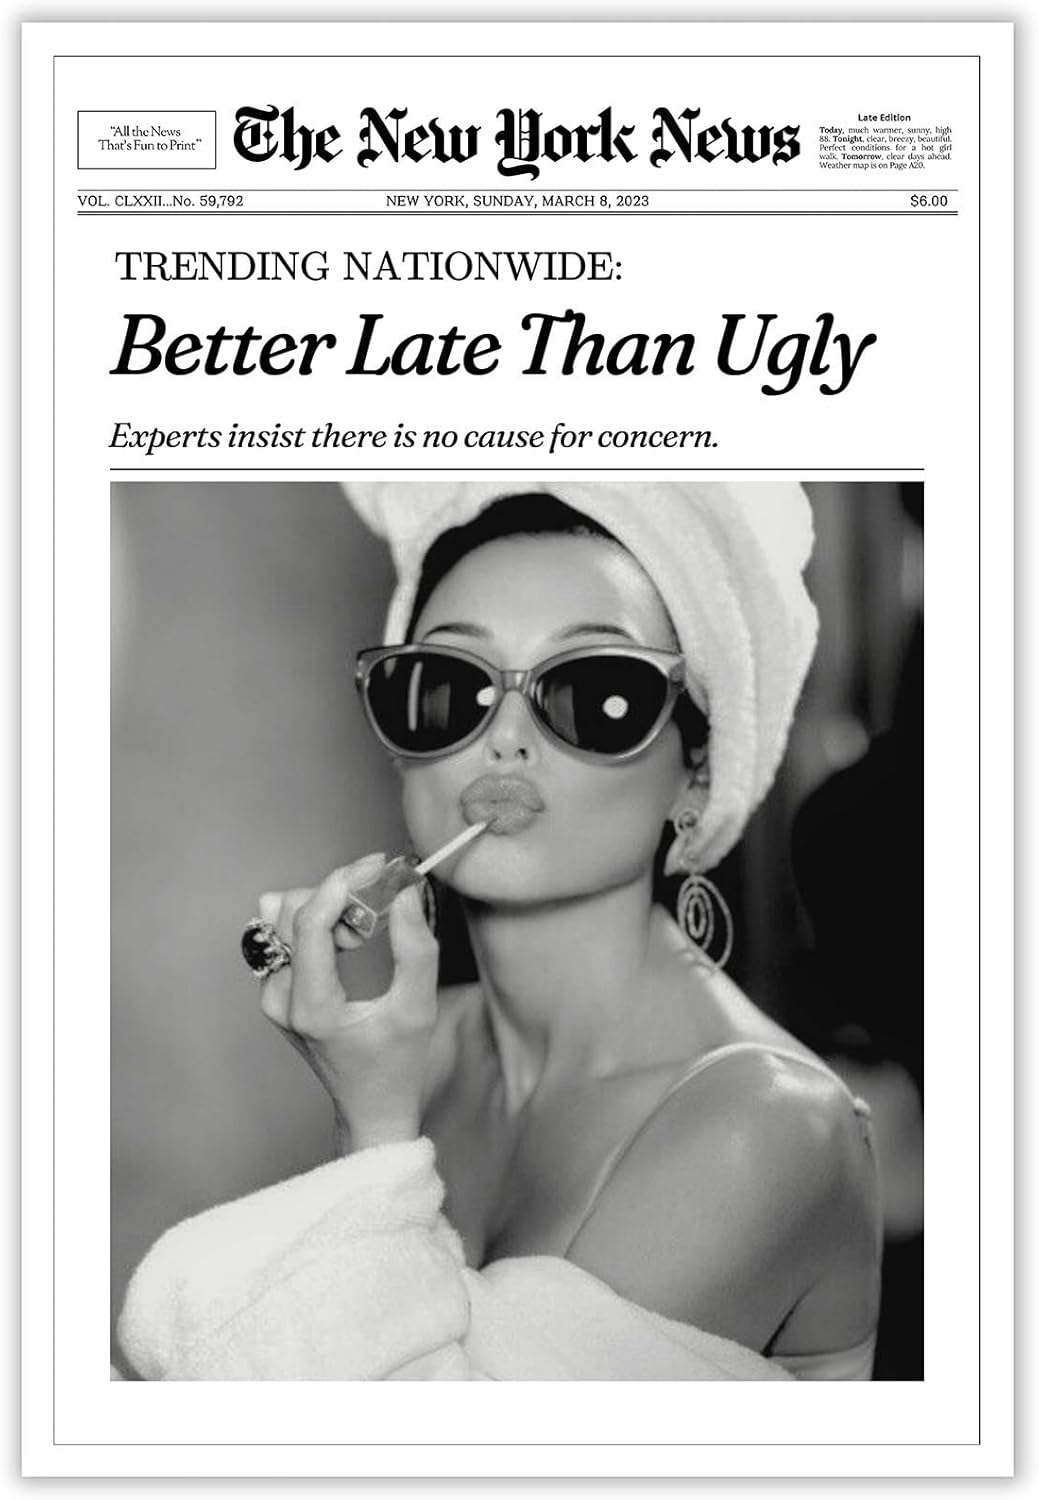 "All the News
That's Fun to Print"
The New York News
Late Edition
Today, much warmer, sunny, high
88. Tonight, clear, breezy, beautiful.
Perfect conditions for a hot girl
walk. Tomorrow, clear days ahead.
Weather map is on Page A20.
VOL. CLXXII...No. 59,792 NEW YORK, SUNDAY, MARCH 8, 2023 $6.00
TRENDING NATIONWIDE:
Better Late Than Ugly
Experts insist there is no cause for concern.